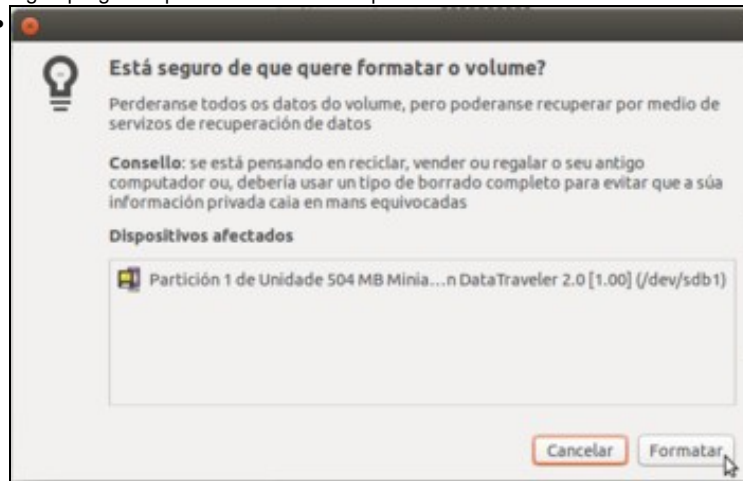 Está seguro de que quere formatar o volume?
Perderanse todos os datos do volume, pero poderanse recuperar por medio de
servizos de recuperación de datos
Consello: se está pensando en reciclar, vender ou regalar o seu antigo
computador ou, debería usar un tipo de borrado completo para evitar que a súa
información privada caia en mans equivocadas
Dispositivos afectados
Partición 1 de Unidade 504 MB Minia...n DataTraveler 2.0 [1.00] (/dev/sdb1)
Cancelar Formatar